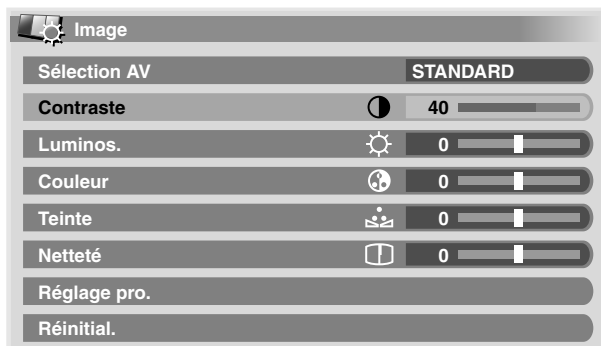 Image
Sélection AV STANDARD
Contraste 40
Luminos. 0
Couleur 0
Teinte 0
Netteté 0
Réglage pro.
Réinitial.